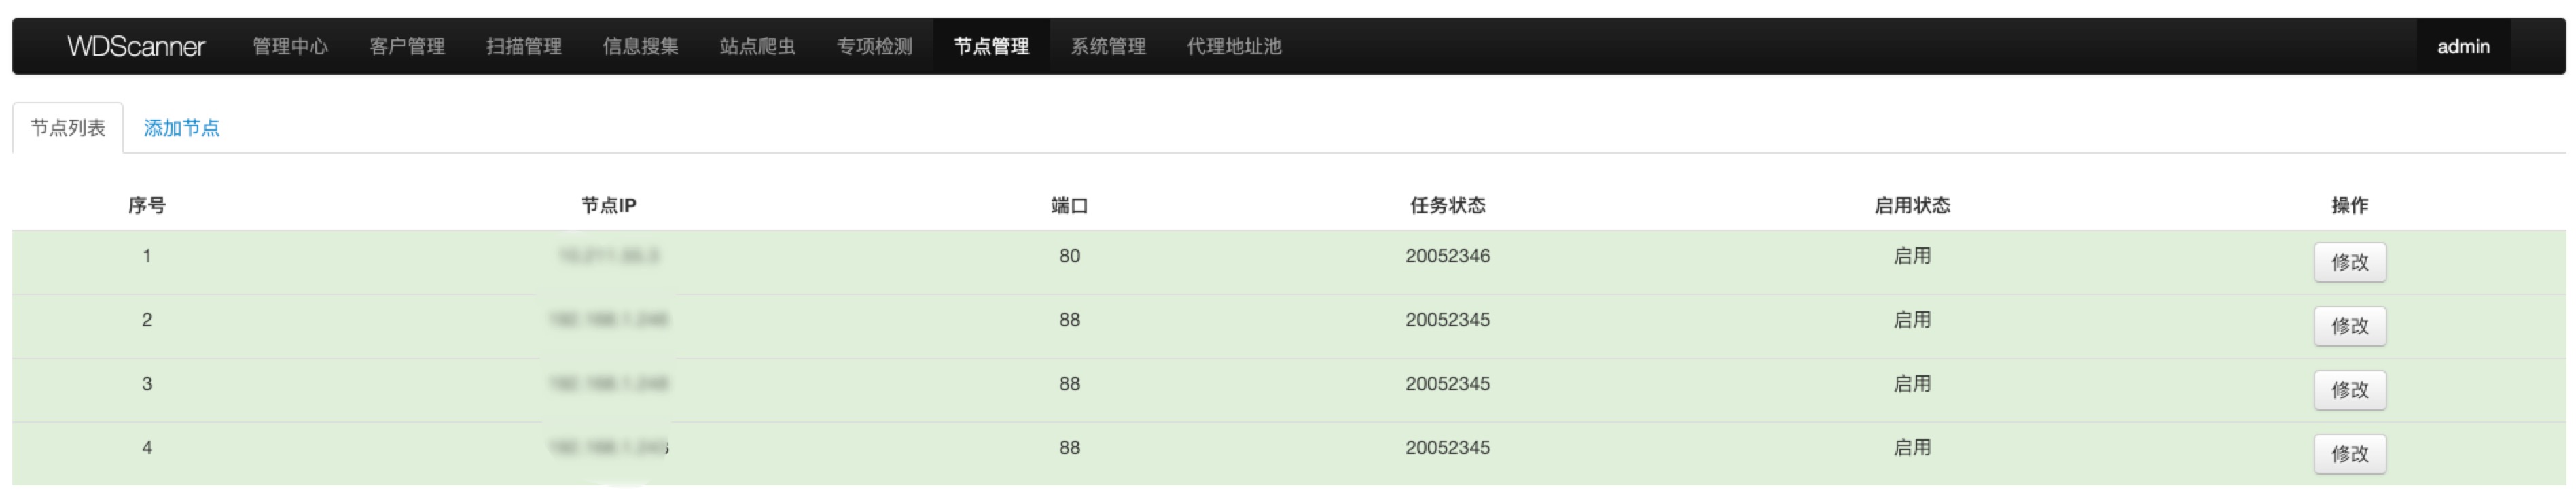 WDScanner 管理中心 客户管理 扫描管理 信息搜集 站点爬虫 专项检测 节点管理 系统管理 代理地址池 admin
节点列表 添加节点
序号 节点IP 端口 任务状态 启用状态 操作
1 80 20052346 启用 修改
2 88 20052345 启用 修改
3 88 20052345 启用 修改
4 88 20052345 启用 修改